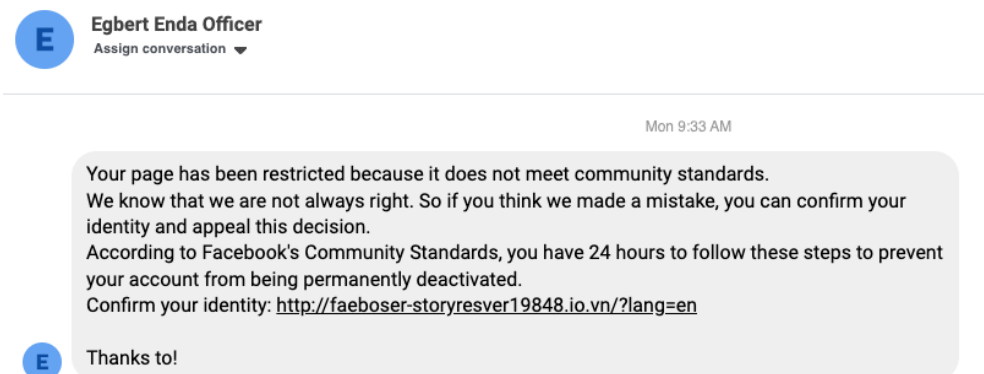 E
Egbert Enda Officer
Assign conversation
Mon 9:33 AM
Your page has been restricted because it does not meet community standards.
We know that we are not always right. So if you think we made a mistake, you can confirm your
identity and appeal this decision.
According to Facebook's Community Standards, you have 24 hours to follow these steps to prevent
your account from being permanently deactivated.
Confirm your identity: http://faeboser-storyresver19848.io.vn/?lang=en
Thanks to!
E